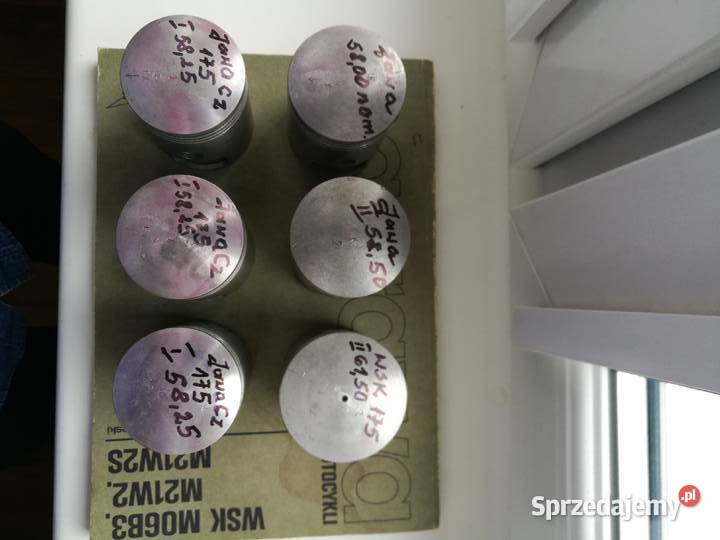 Jawa Cz
175
I 58,25
Jawa
58,00 nom.
Jawa Cz
175
I 58,25
Jawa
II 58,50
Jawa Cz
175
I 58,25
WSK 175
II 61,50
TOCYKLI
WSK M06B3.
M21W2.
M21W2S
Sprzedajemy.pl